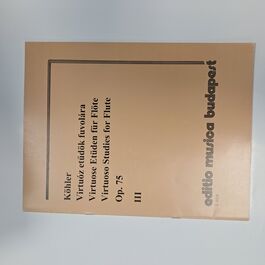 Köhler
Virtuóz etűdök fuvolára
Virtuose Etüden für Flöte
Virtuoso Studies for Flute
Op. 75
III
editio musica budapest